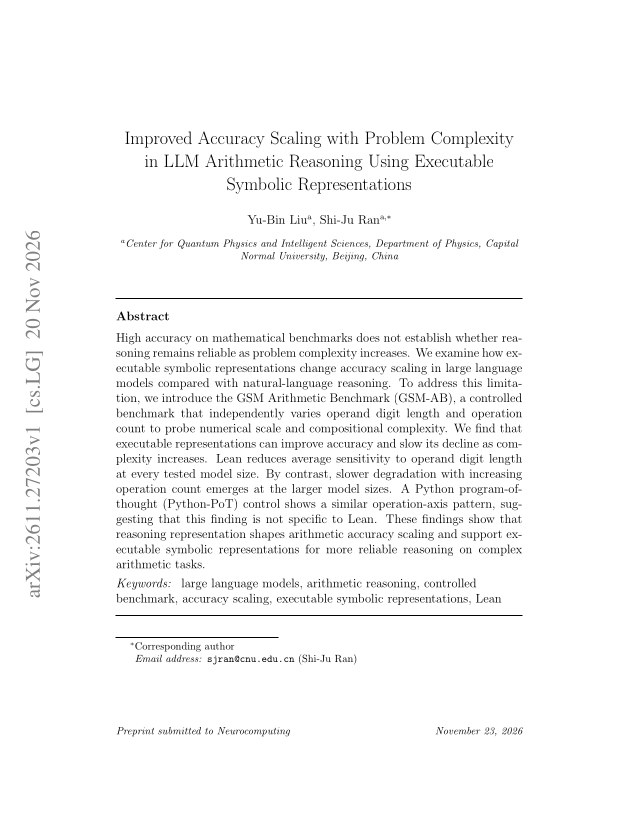 Improved Accuracy Scaling with Problem Complexity
in LLM Arithmetic Reasoning Using Executable
Symbolic Representations
Yu-Bin Liuᵃ, Shi-Ju Ranᵃ,*
ᵃCenter for Quantum Physics and Intelligent Sciences, Department of Physics, Capital
Normal University, Beijing, China
Abstract
High accuracy on mathematical benchmarks does not establish whether rea-
soning remains reliable as problem complexity increases. We examine how ex-
ecutable symbolic representations change accuracy scaling in large language
models compared with natural-language reasoning. To address this limita-
tion, we introduce the GSM Arithmetic Benchmark (GSM-AB), a controlled
benchmark that independently varies operand digit length and operation
count to probe numerical scale and compositional complexity. We find that
executable representations can improve accuracy and slow its decline as com-
plexity increases. Lean reduces average sensitivity to operand digit length
at every tested model size. By contrast, slower degradation with increasing
operation count emerges at the larger model sizes. A Python program-of-
thought (Python-PoT) control shows a similar operation-axis pattern, sug-
gesting that this finding is not specific to Lean. These findings show that
reasoning representation shapes arithmetic accuracy scaling and support ex-
ecutable symbolic representations for more reliable reasoning on complex
arithmetic tasks.
Keywords: large language models, arithmetic reasoning, controlled
benchmark, accuracy scaling, executable symbolic representations, Lean
*Corresponding author
Email address: sjran@cnu.edu.cn (Shi-Ju Ran)
Preprint submitted to Neurocomputing November 23, 2026
arXiv:2611.27203v1 [cs.LG] 20 Nov 2026